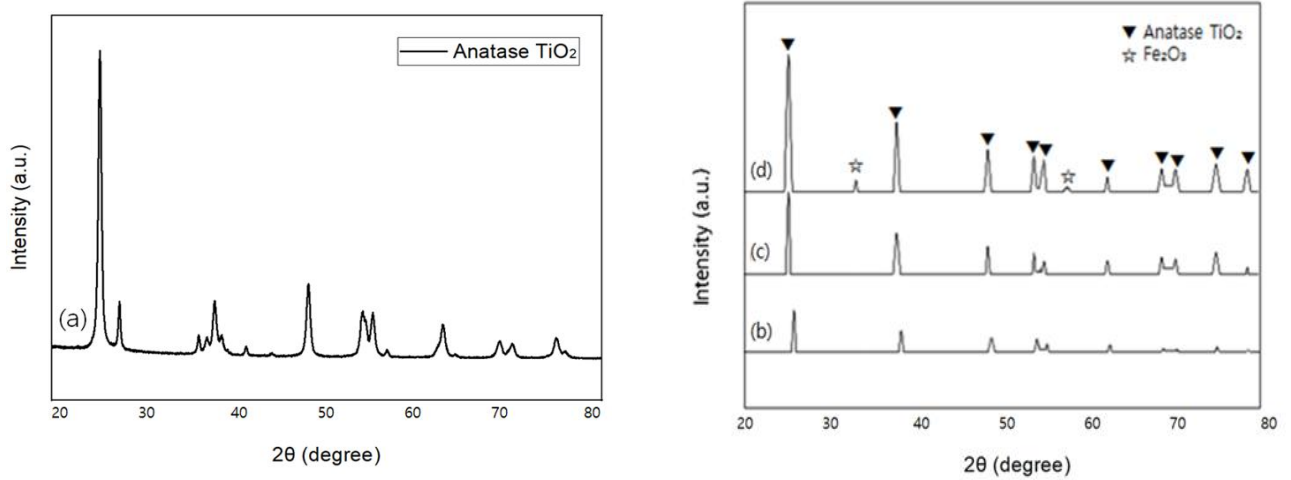 Anatase TiO₂
(a)
Intensity (a.u.)
20 30 40 50 60 70 80
2θ (degree)
▼ Anatase TiO₂
☆ Fe₂O₃
(d)
(c)
(b)
Intensity (a.u.)
20 30 40 50 60 70 80
2θ (degree)